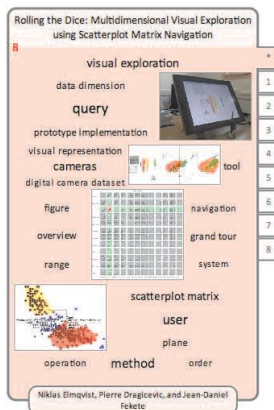 Rolling the Dice: Multidimensional Visual Exploration
using Scatterplot Matrix Navigation
visual exploration
data dimension
query
prototype implementation
visual representation
cameras
tool
digital camera dataset
figure
navigation
overview
grand tour
range
system
scatterplot matrix
user
plane
operation
method
order
Niklas Elmqvist, Pierre Dragicevic, and Jean-Daniel
Fekete
*
1
2
3
4
5
6
7
8